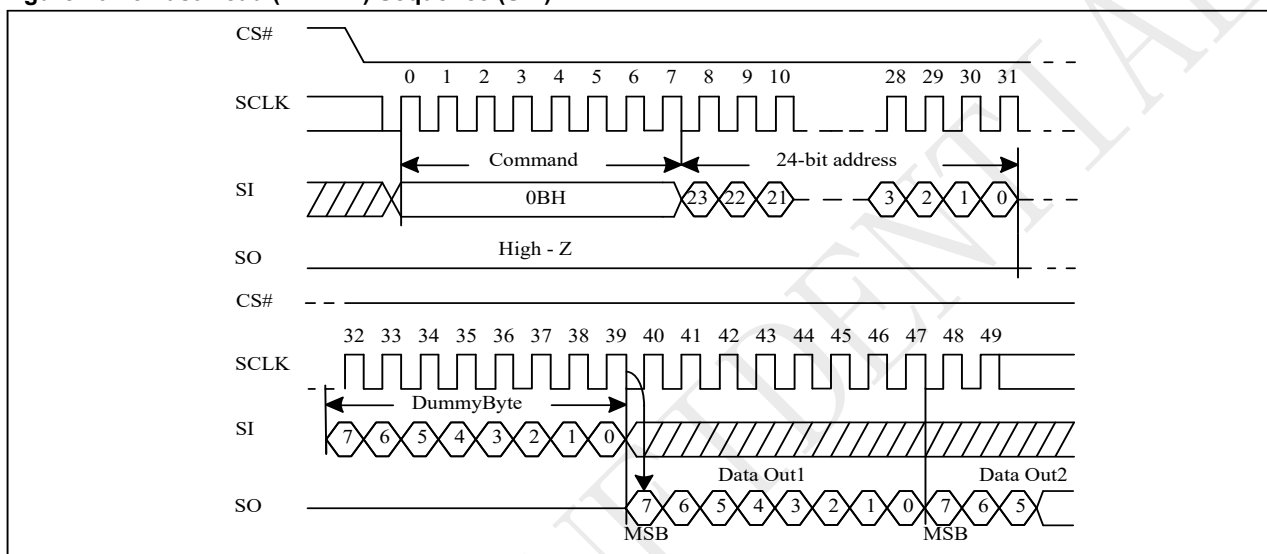 CS#
0 1 2 3 4 5 6 7 8 9 10 28 29 30 31
SCLK
Command 24-bit address
SI 0BH 23 22 21 3 2 1 0
High - Z
SO
CS#
32 33 34 35 36 37 38 39 40 41 42 43 44 45 46 47 48 49
SCLK
DummyByte
SI 7 6 5 4 3 2 1 0
Data Out1 Data Out2
SO 7 6 5 4 3 2 1 0 7 6 5
MSB MSB